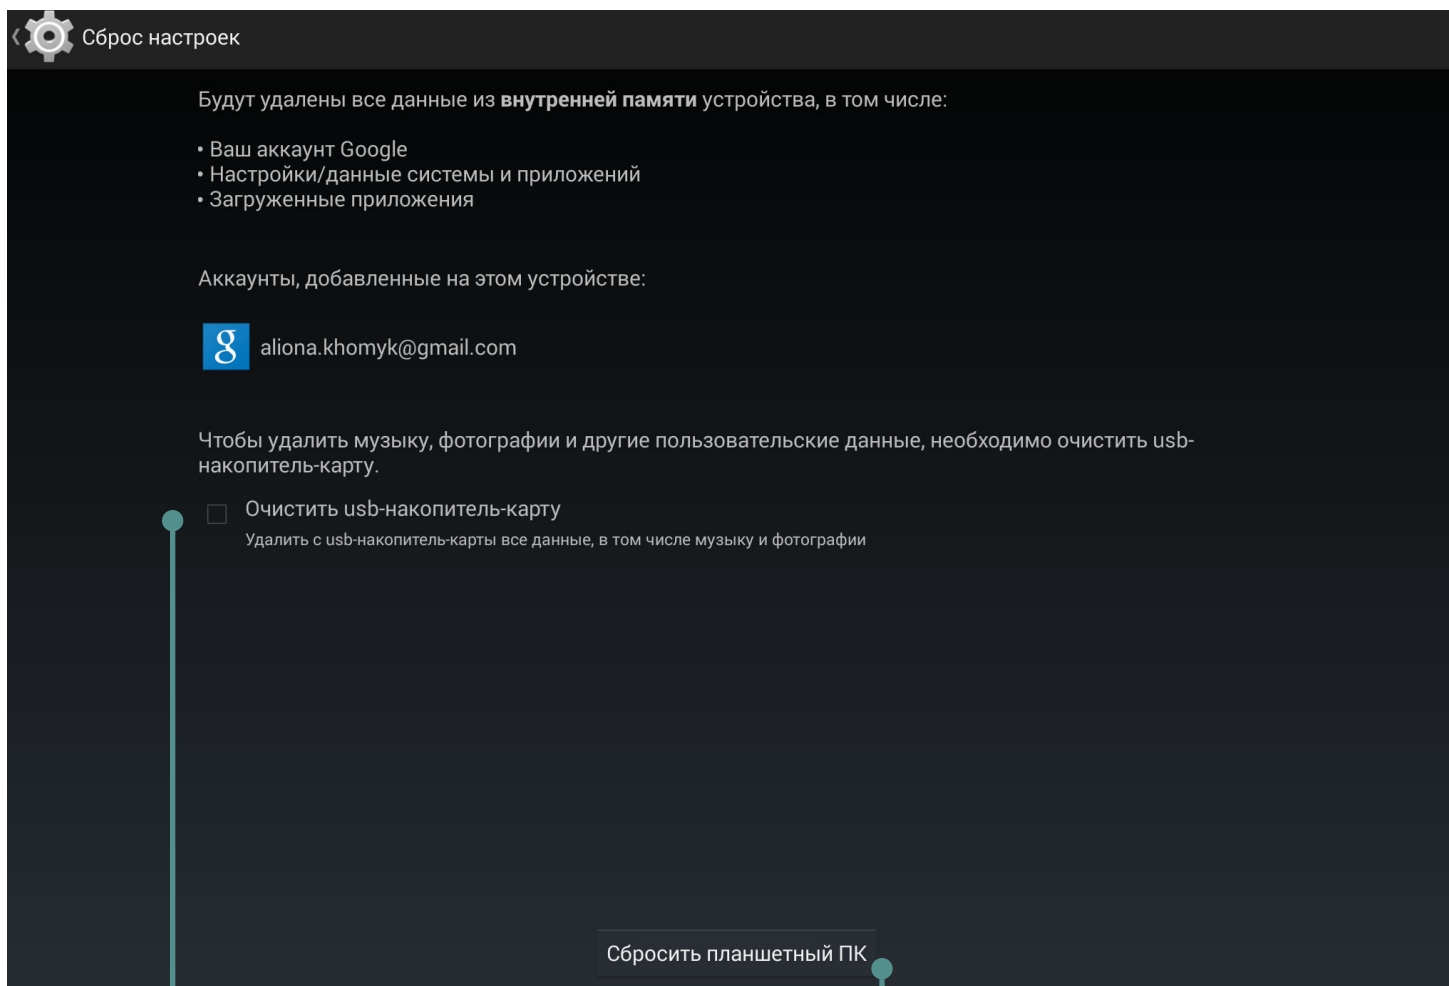 Сброс настроек
Будут удалены все данные из внутренней памяти устройства, в том числе:
• Ваш аккаунт Google
• Настройки/данные системы и приложений
• Загруженные приложения
Аккаунты, добавленные на этом устройстве:
g aliona.khomyk@gmail.com
Чтобы удалить музыку, фотографии и другие пользовательские данные, необходимо очистить usb-
накопитель-карту.
Очистить usb-накопитель-карту
Удалить с usb-накопитель-карты все данные, в том числе музыку и фотографии
Сбросить планшетный ПК